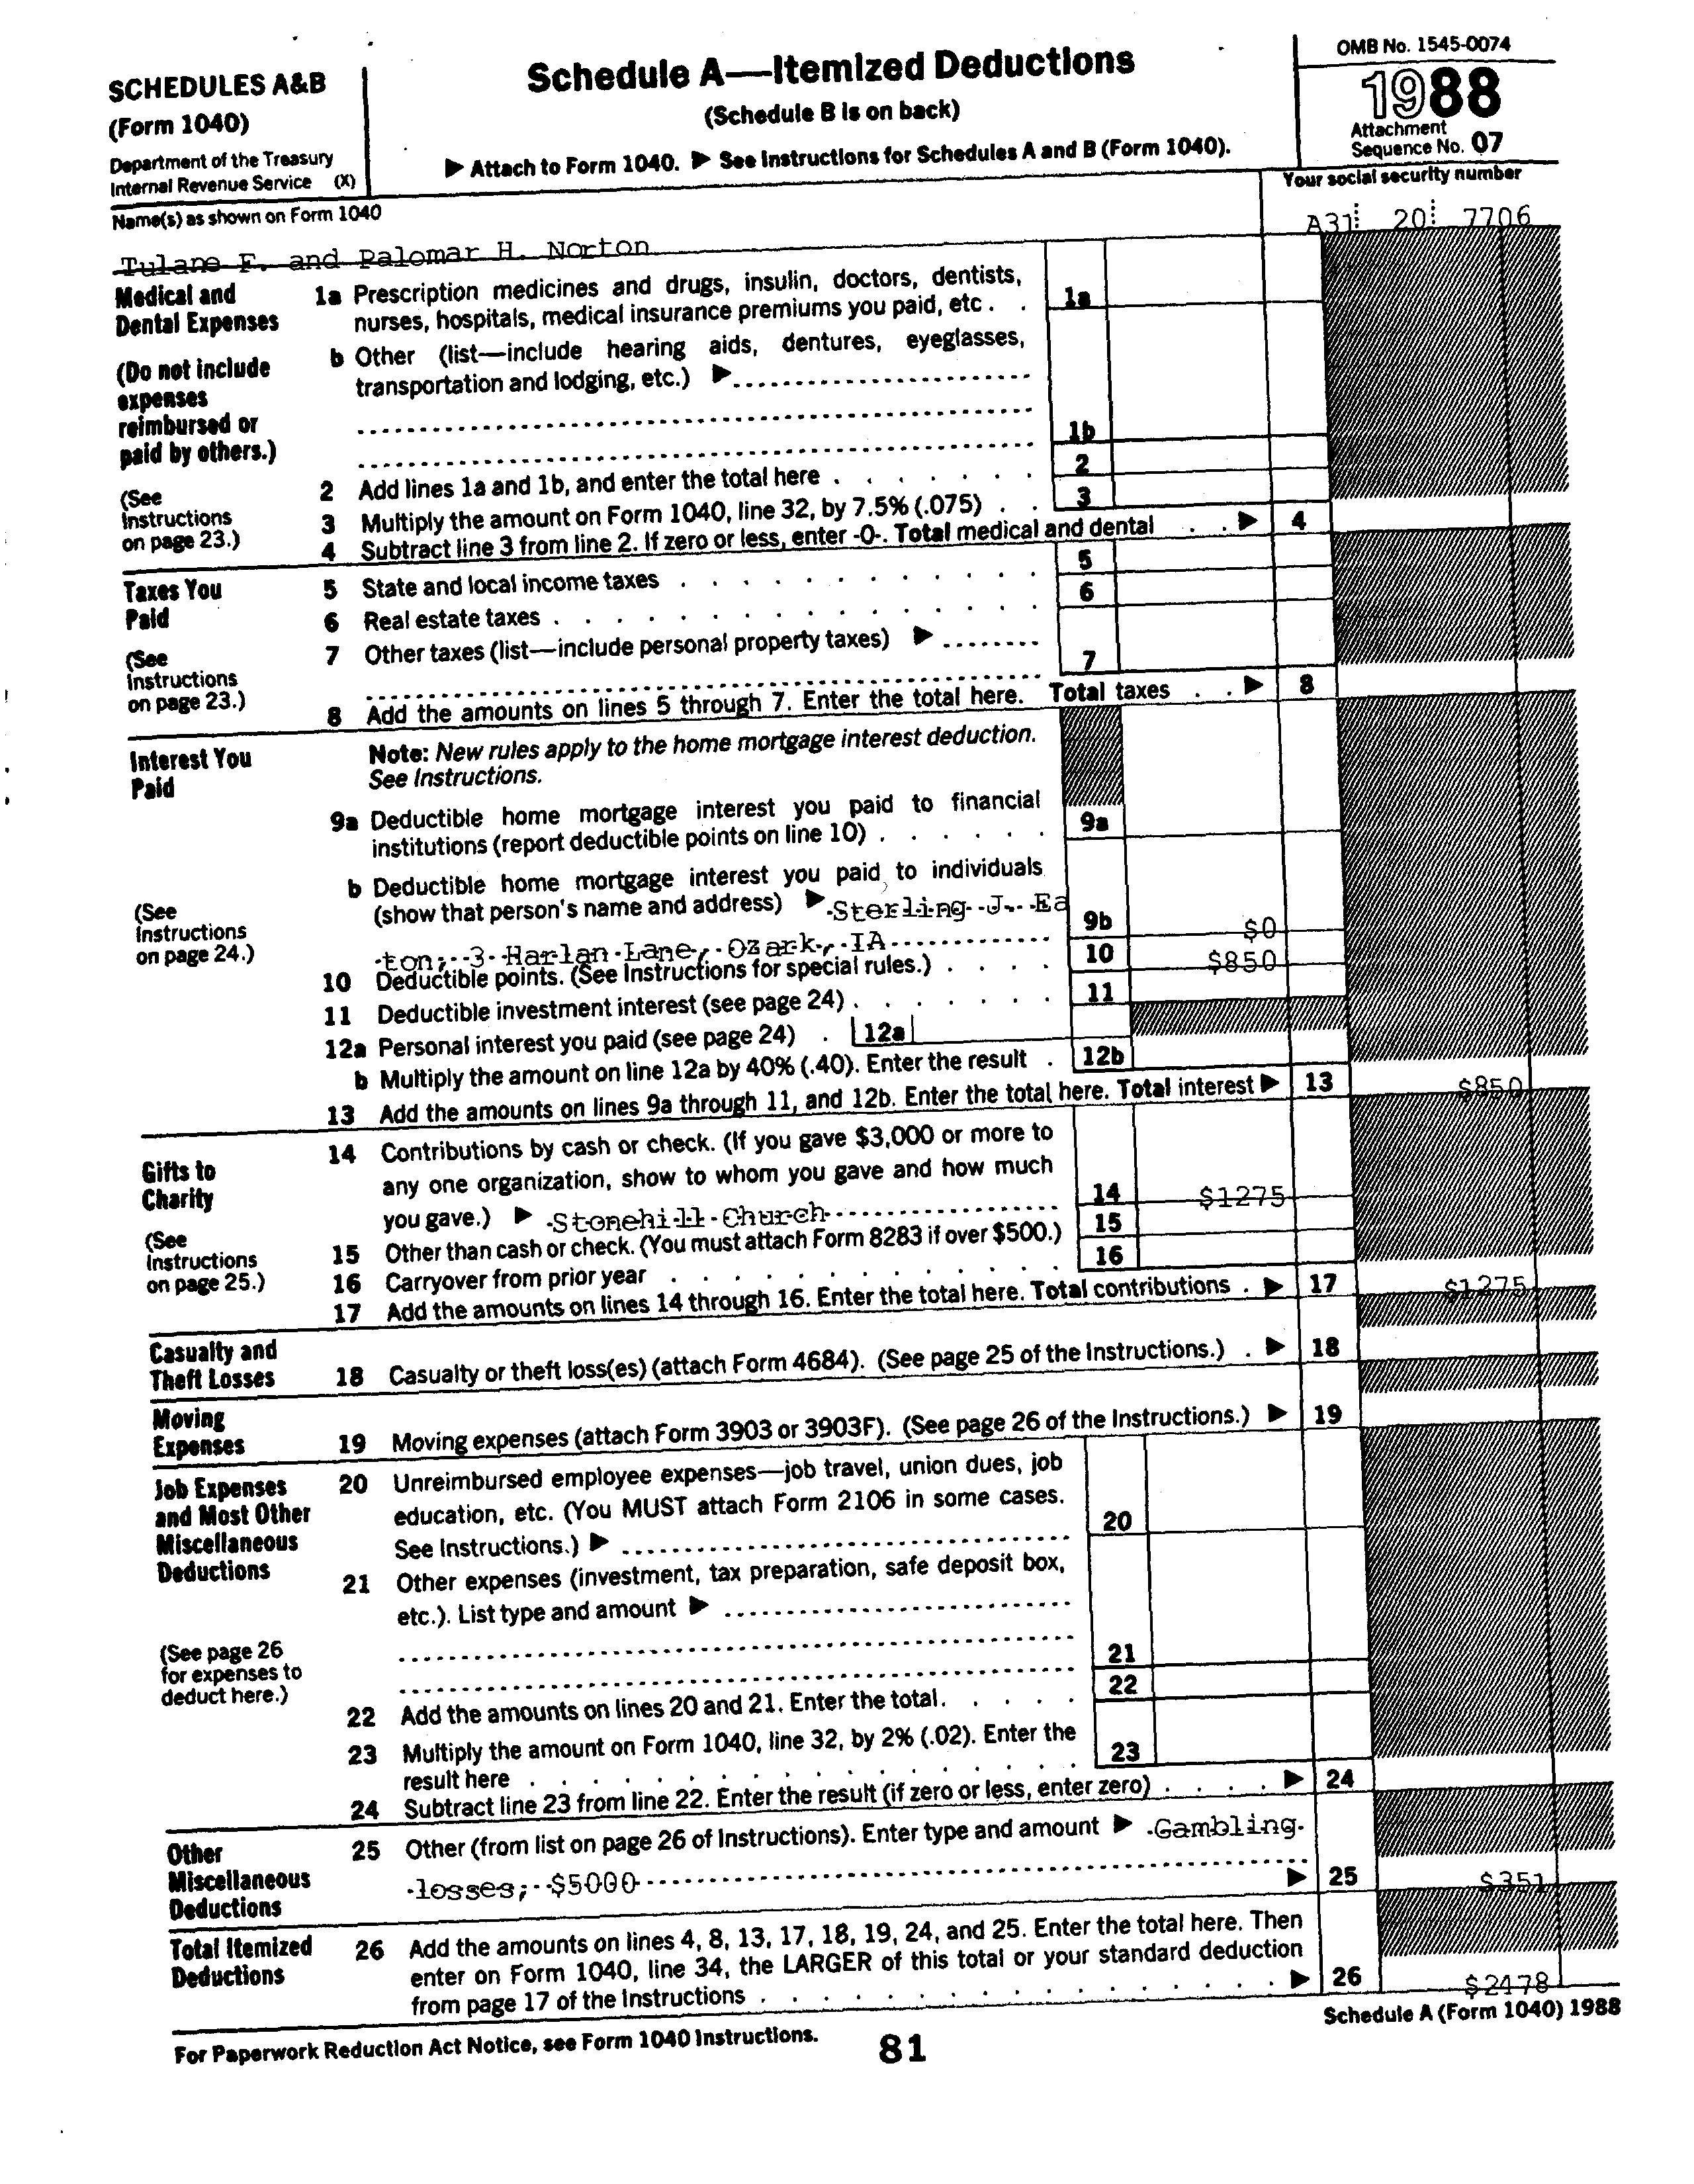 SCHEDULES A&B
(Form 1040)
Department of the Treasury
Internal Revenue Service (X)
Schedule A—Itemized Deductions
(Schedule B is on back)
▶ Attach to Form 1040. ▶ See Instructions for Schedules A and B (Form 1040).
OMB No. 1545-0074
1988
Attachment
Sequence No. 07
Name(s) as shown on Form 1040
Your social security number
Tulane F. and Palomar H. Norton
A31 20 7706
Medical and
Dental Expenses
(Do not include
expenses
reimbursed or
paid by others.)
(See
Instructions
on page 23.)
1a Prescription medicines and drugs, insulin, doctors, dentists,
nurses, hospitals, medical insurance premiums you paid, etc . . 1a
b Other (list—include hearing aids, dentures, eyeglasses,
transportation and lodging, etc.) ▶
1b
2 Add lines 1a and 1b, and enter the total here . . . . . . . 2
3 Multiply the amount on Form 1040, line 32, by 7.5% (.075) . . 3
4 Subtract line 3 from line 2. If zero or less, enter -0-. Total medical and dental . . ▶ 4
Taxes You
Paid
(See
Instructions
on page 23.)
5 State and local income taxes . . . . . . . . . . . . 5
6 Real estate taxes . . . . . . . . . . . . . . . . 6
7 Other taxes (list—include personal property taxes) ▶
7
8 Add the amounts on lines 5 through 7. Enter the total here. Total taxes . . ▶ 8
Interest You
Paid
(See
Instructions
on page 24.)
Note: New rules apply to the home mortgage interest deduction.
See Instructions.
9a Deductible home mortgage interest you paid to financial
institutions (report deductible points on line 10) . . . . . . 9a
b Deductible home mortgage interest you paid to individuals
(show that person's name and address) ▶ Sterling J. Ea
ton, 3 Harlan Lane, Ozark, IA 9b $0
10 Deductible points. (See Instructions for special rules.) . . . . 10 $850
11 Deductible investment interest (see page 24) . . . . . . . 11
12a Personal interest you paid (see page 24) . 12a
b Multiply the amount on line 12a by 40% (.40). Enter the result . 12b
13 Add the amounts on lines 9a through 11, and 12b. Enter the total here. Total interest ▶ 13 $850
Gifts to
Charity
(See
Instructions
on page 25.)
14 Contributions by cash or check. (If you gave $3,000 or more to
any one organization, show to whom you gave and how much
you gave.) ▶ Stonehill Church 14 $1275
15 Other than cash or check. (You must attach Form 8283 if over $500.) 15
16 Carryover from prior year . . . . . . . . . . . . . 16
17 Add the amounts on lines 14 through 16. Enter the total here. Total contributions . ▶ 17 $1275
Casualty and
Theft Losses
18 Casualty or theft loss(es) (attach Form 4684). (See page 25 of the Instructions.) . ▶ 18
Moving
Expenses
19 Moving expenses (attach Form 3903 or 3903F). (See page 26 of the Instructions.) ▶ 19
Job Expenses
and Most Other
Miscellaneous
Deductions
(See page 26
for expenses to
deduct here.)
20 Unreimbursed employee expenses—job travel, union dues, job
education, etc. (You MUST attach Form 2106 in some cases.
See Instructions.) ▶ 20
21 Other expenses (investment, tax preparation, safe deposit box,
etc.). List type and amount ▶
21
22 Add the amounts on lines 20 and 21. Enter the total. . . . . 22
23 Multiply the amount on Form 1040, line 32, by 2% (.02). Enter the
result here . . . . . . . . . . . . . . . . . 23
24 Subtract line 23 from line 22. Enter the result (if zero or less, enter zero) . . . . ▶ 24
Other
Miscellaneous
Deductions
25 Other (from list on page 26 of Instructions). Enter type and amount ▶ Gambling
losses; $5000 ▶ 25 $351
Total Itemized
Deductions
26 Add the amounts on lines 4, 8, 13, 17, 18, 19, 24, and 25. Enter the total here. Then
enter on Form 1040, line 34, the LARGER of this total or your standard deduction
from page 17 of the Instructions . . . . . . . . . . . . . . . ▶ 26 $2478
For Paperwork Reduction Act Notice, see Form 1040 Instructions.
81
Schedule A (Form 1040) 1988